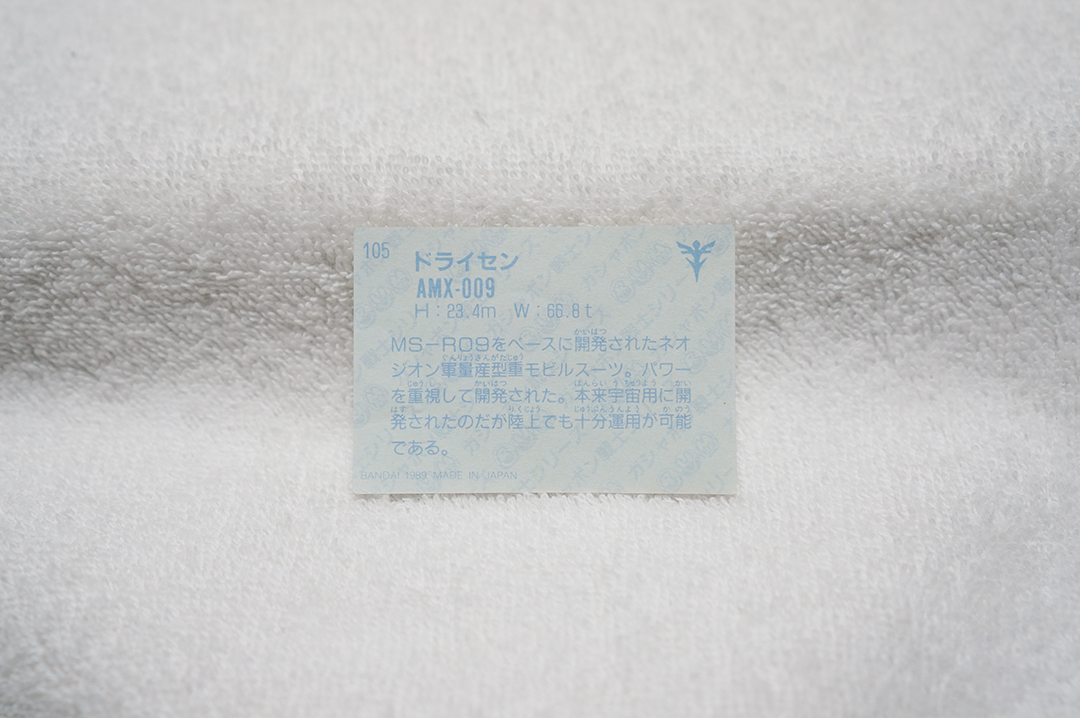 105
ドライセン
AMX-009
H：23.4m W：66.8t
MS-R09をベースに開発されたネオ
ジオン軍量産型重モビルスーツ。パワー
を重視して開発された。本来宇宙用に開
発されたのだが陸上でも十分運用が可能
である。
BANDAI 1989 MADE IN JAPAN